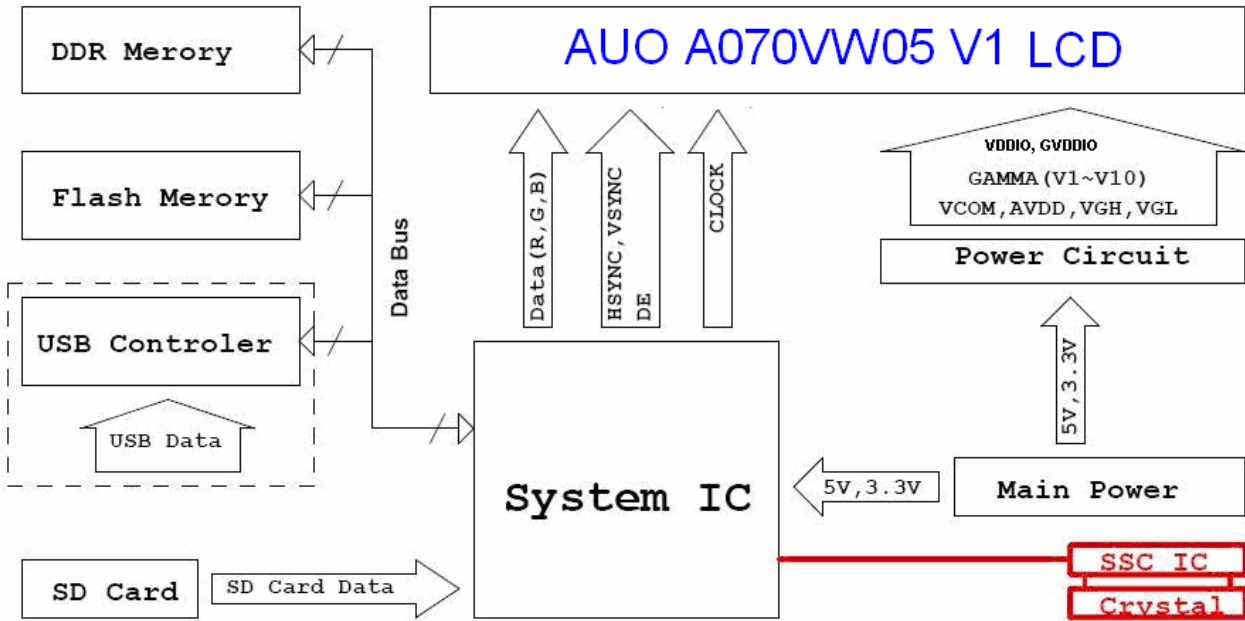 DDR Merory
AUO A070VW05 V1 LCD
Flash Merory
Data Bus
Data(R,G,B)
HSYNC,VSYNC
DE
CLOCK
VDDIO, GVDDIO
GAMMA(V1~V10)
VCOM,AVDD,VGH,VGL
Power Circuit
USB Controler
USB Data
5V,3.3V
System IC
5V,3.3V
Main Power
SD Card
SD Card Data
SSC IC
Crystal